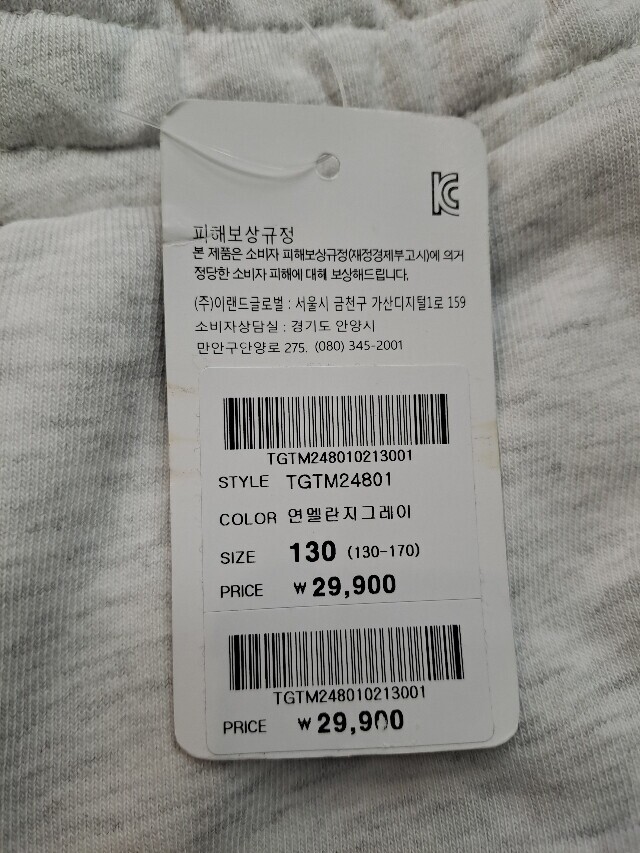 피해보상규정
본 제품은 소비자 피해보상규정(재정경제부고시)에 의거
정당한 소비자 피해에 대해 보상해드립니다.
(주)이랜드글로벌 : 서울시 금천구 가산디지털1로 159
소비자상담실 : 경기도 안양시
만안구안양로 275. (080) 345-2001
TGTM248010213001
STYLE TGTM24801
COLOR 연멜란지그레이
SIZE 130 (130-170)
PRICE ₩29,900
TGTM248010213001
PRICE ₩29,900